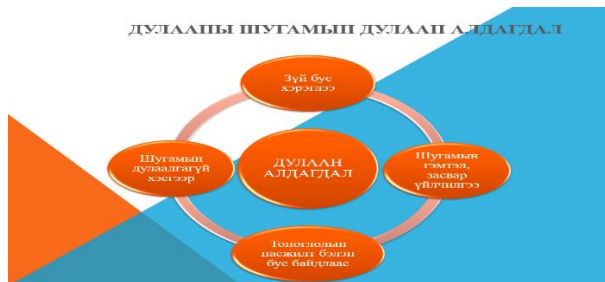 ДУЛААНЫ ШУГАМЫН ДУЛААН АЛДАГДАЛ
Зүй бус
хэрэглээ
Шугамын
дулаалгагүй
хэсгээр
ДУЛААН
АЛДАГДАЛ
Шугамын
гэмтэл,
засвар
үйлчилгээ
Тоноглолын
насжилт бэлэн
бус байдлаас